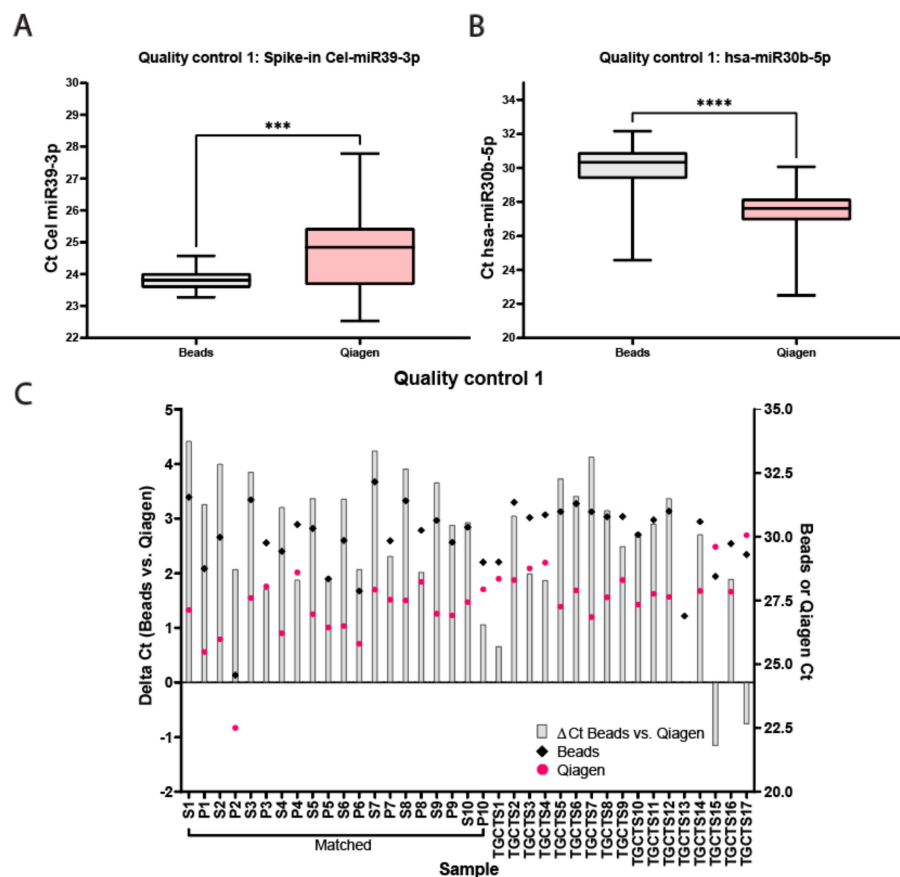 A
Quality control 1: Spike-in Cel-miR39-3p
Ct Cel miR39-3p
30
29
28
27
26
25
24
23
22
***
Beads
Qiagen
B
Quality control 1: hsa-miR30b-5p
Ct hsa-miR30b-5p
34
32
30
28
26
24
22
20
****
Beads
Qiagen
C
Quality control 1
Delta Ct (Beads vs. Qiagen)
5
4
3
2
1
0
-1
-2
35.0
32.5
30.0
27.5
25.0
22.5
20.0
Beads or Qiagen Ct
ΔCt Beads vs. Qiagen
Beads
Qiagen
S1
P1
S2
P2
S3
P3
S4
P4
S5
P5
S6
P6
S7
P7
S8
P8
S9
P9
S10
P10
TGCTS1
TGCTS2
TGCTS3
TGCTS4
TGCTS5
TGCTS6
TGCTS7
TGCTS8
TGCTS9
TGCTS10
TGCTS11
TGCTS12
TGCTS13
TGCTS14
TGCTS15
TGCTS16
TGCTS17
Matched
Sample